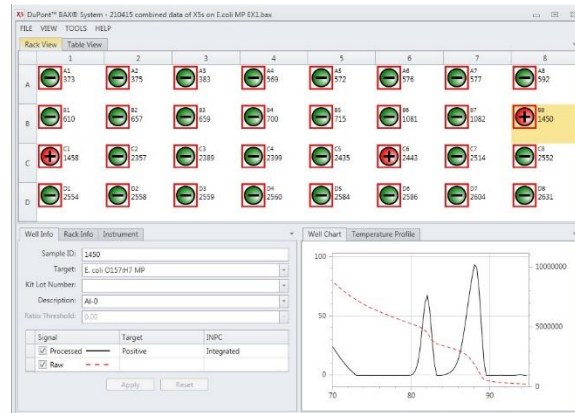 DuPont™ BAX® System - 210415 combined data of X5s on E.coli MP EX1.bax
FILE VIEW TOOLS HELP
Rack View Table View
1 2 3 4 5 6 7 8
A
A1 A2 A3 A4 A5 A6 A7 A8
373 375 383 569 572 576 577 592
B
B1 B2 B3 B4 B5 B6 B7 B8
610 657 659 700 715 1081 1082 1450
C
C1 C2 C3 C4 C5 C6 C7 C8
1458 2357 2389 2399 2435 2443 2514 2552
D
D1 D2 D3 D4 D5 D6 D7 D8
2554 2558 2559 2560 2584 2586 2604 2631
Well Info Rack Info Instrument
Sample ID: 1450
Target: E. coli O157:H7 MP
Kit Lot Number:
Description: AI-0
Ratio Threshold: 0.00
Signal Target INPC
Processed Positive Integrated
Raw
Apply Reset
Well Chart Temperature Profile
100 10000000
50 5000000
0 0
70 80 90